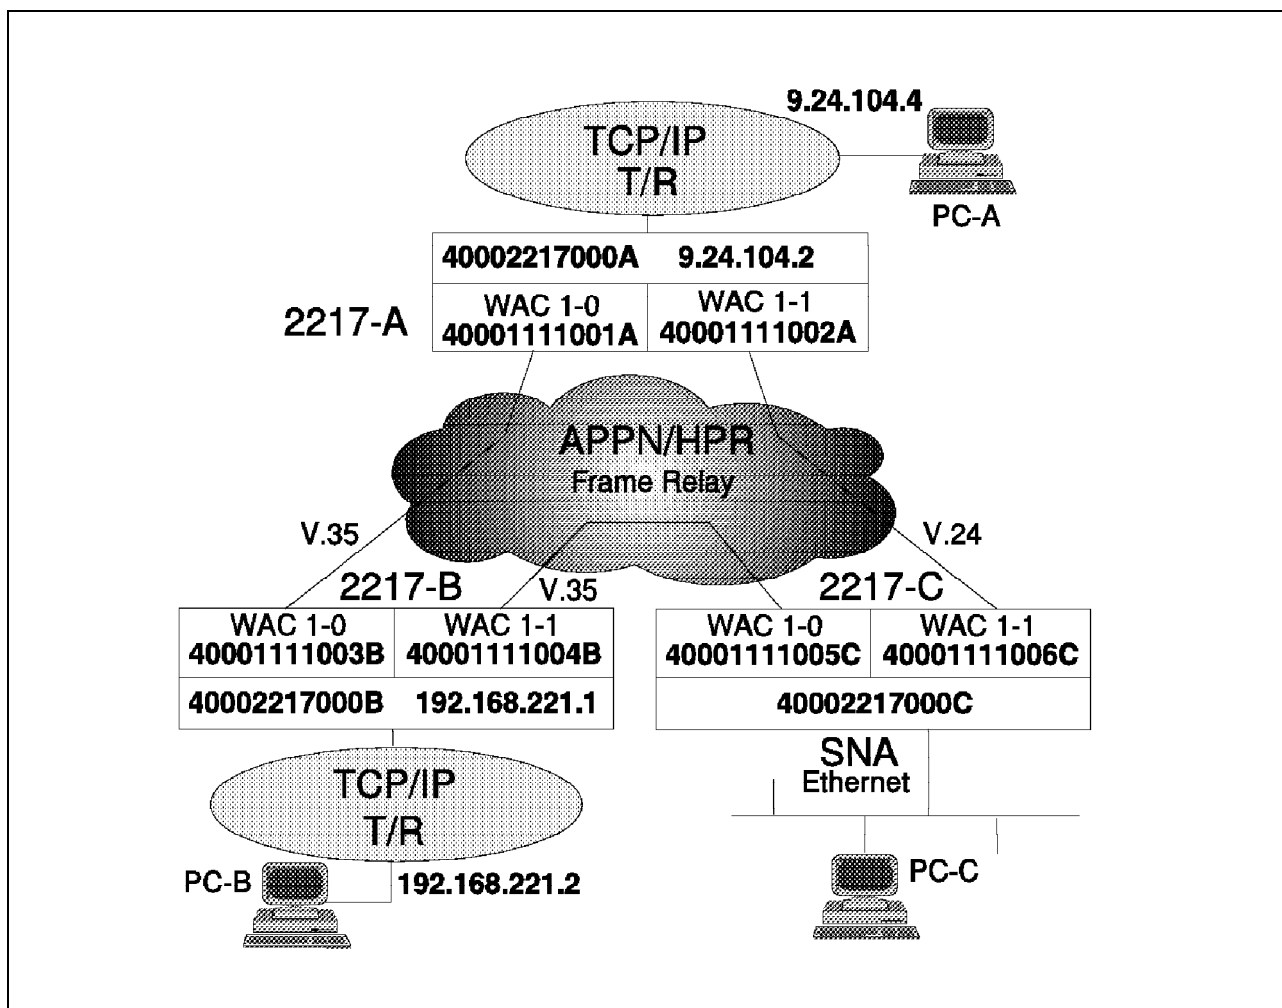 9.24.104.4
TCP/IP
T/R
PC-A
40002217000A 9.24.104.2
2217-A
WAC 1-0
40001111001A
WAC 1-1
40001111002A
APPN/HPR
Frame Relay
V.35
V.24
2217-B
V.35
2217-C
WAC 1-0
40001111003B
WAC 1-1
40001111004B
WAC 1-0
40001111005C
WAC 1-1
40001111006C
40002217000B 192.168.221.1
40002217000C
SNA
Ethernet
TCP/IP
T/R
PC-B
192.168.221.2
PC-C